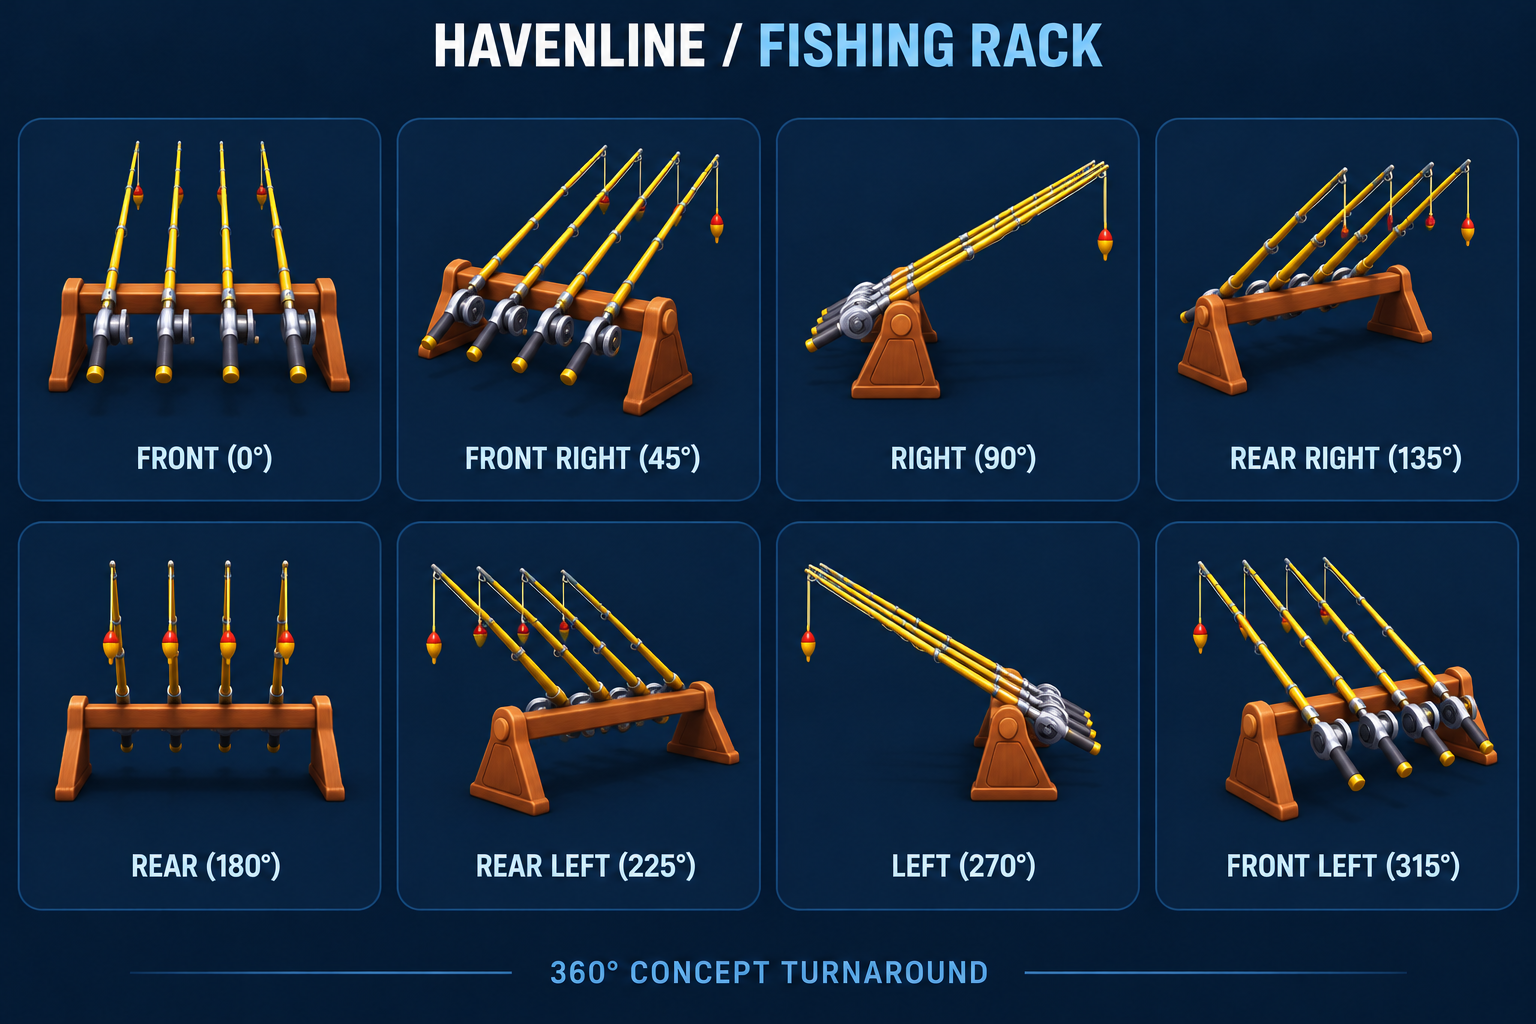 HAVENLINE / FISHING RACK
FRONT (0°)
FRONT RIGHT (45°)
RIGHT (90°)
REAR RIGHT (135°)
REAR (180°)
REAR LEFT (225°)
LEFT (270°)
FRONT LEFT (315°)
360° CONCEPT TURNAROUND